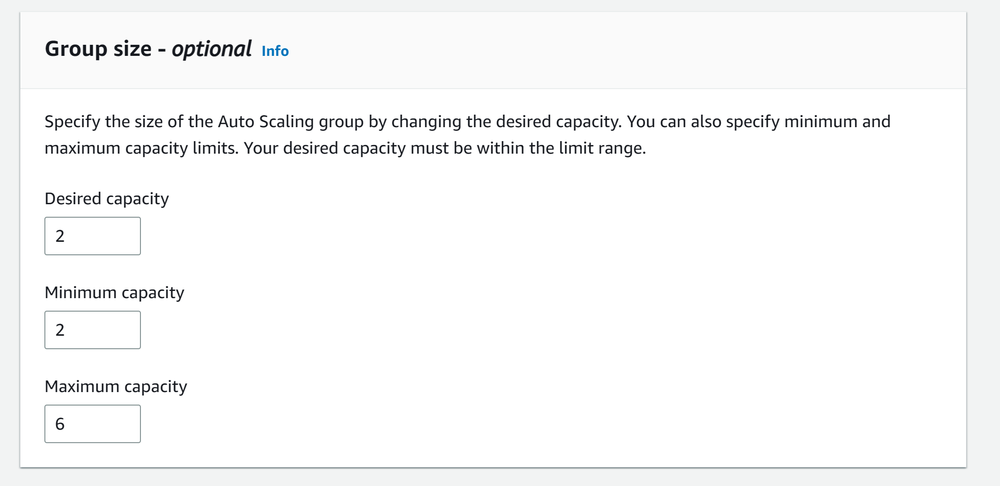 Group size - optional Info
Specify the size of the Auto Scaling group by changing the desired capacity. You can also specify minimum and
maximum capacity limits. Your desired capacity must be within the limit range.
Desired capacity
2
Minimum capacity
2
Maximum capacity
6